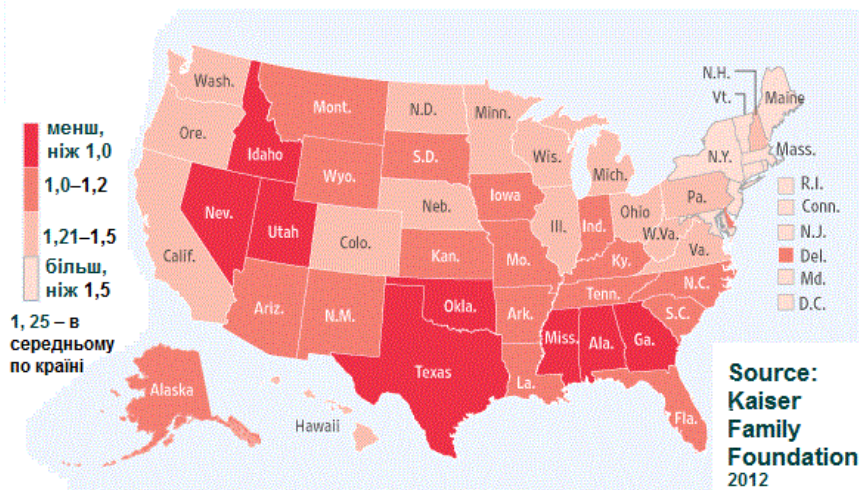 менш,
ніж 1,0
1,0–1,2
1,21–1,5
більш,
ніж 1,5
1, 25 – в
середньому
по країні
Wash.
Ore.
Calif.
Nev.
Idaho
Utah
Ariz.
Mont.
Wyo.
Colo.
N.M.
N.D.
S.D.
Neb.
Kan.
Okla.
Texas
Minn.
Iowa
Mo.
Ark.
La.
Wis.
Ill.
Mich.
Ind.
Ohio
Ky.
Tenn.
Miss.
Ala.
Ga.
Fla.
S.C.
N.C.
Va.
W.Va.
Pa.
N.Y.
Vt.
N.H.
Maine
Mass.
R.I.
Conn.
N.J.
Del.
Md.
D.C.
Alaska
Hawaii
Source:
Kaiser
Family
Foundation
2012